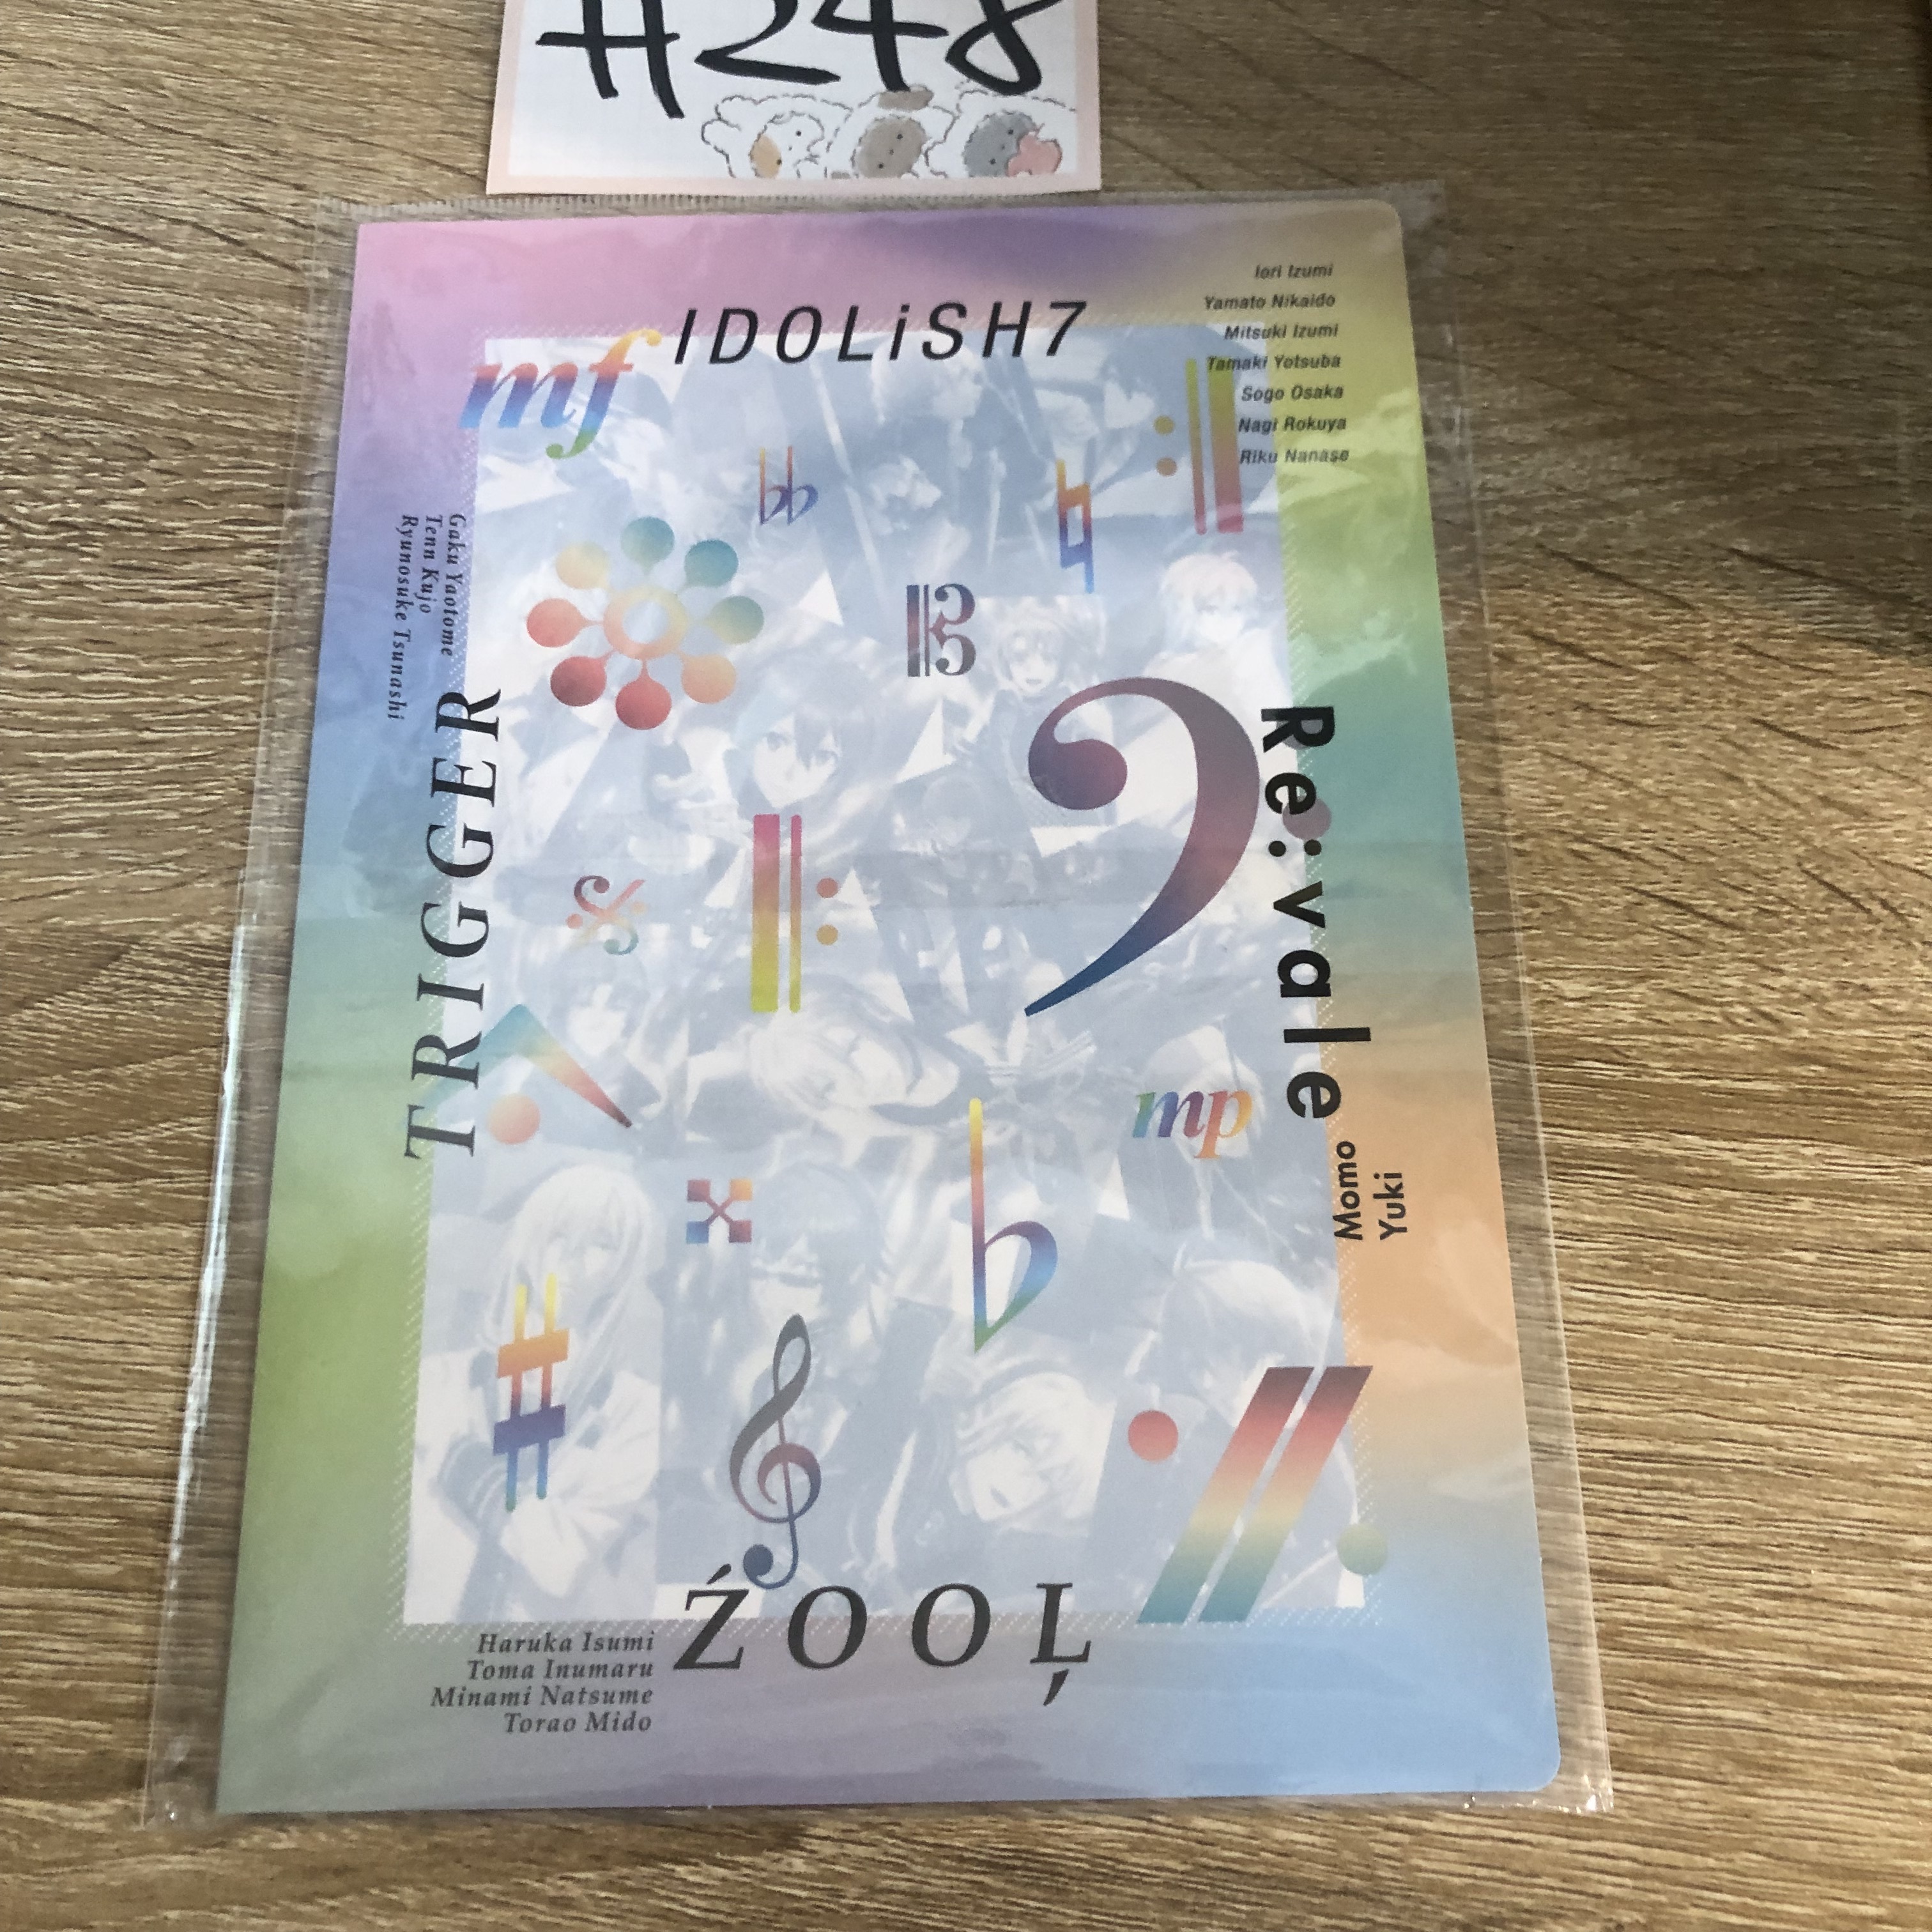 #248
IDOLiSH7
Iori Izumi
Yamato Nikaido
Mitsuki Izumi
Tamaki Yotsuba
Sogo Osaka
Nagi Rokuya
Riku Nanase
mf
Gaku Yaotome
Tenn Kujo
Ryunosuke Tsunashi
TRIGGER
Re:vale
Momo
Yuki
mp
ŹOOĻ
Haruka Isumi
Toma Inumaru
Minami Natsume
Torao Mido